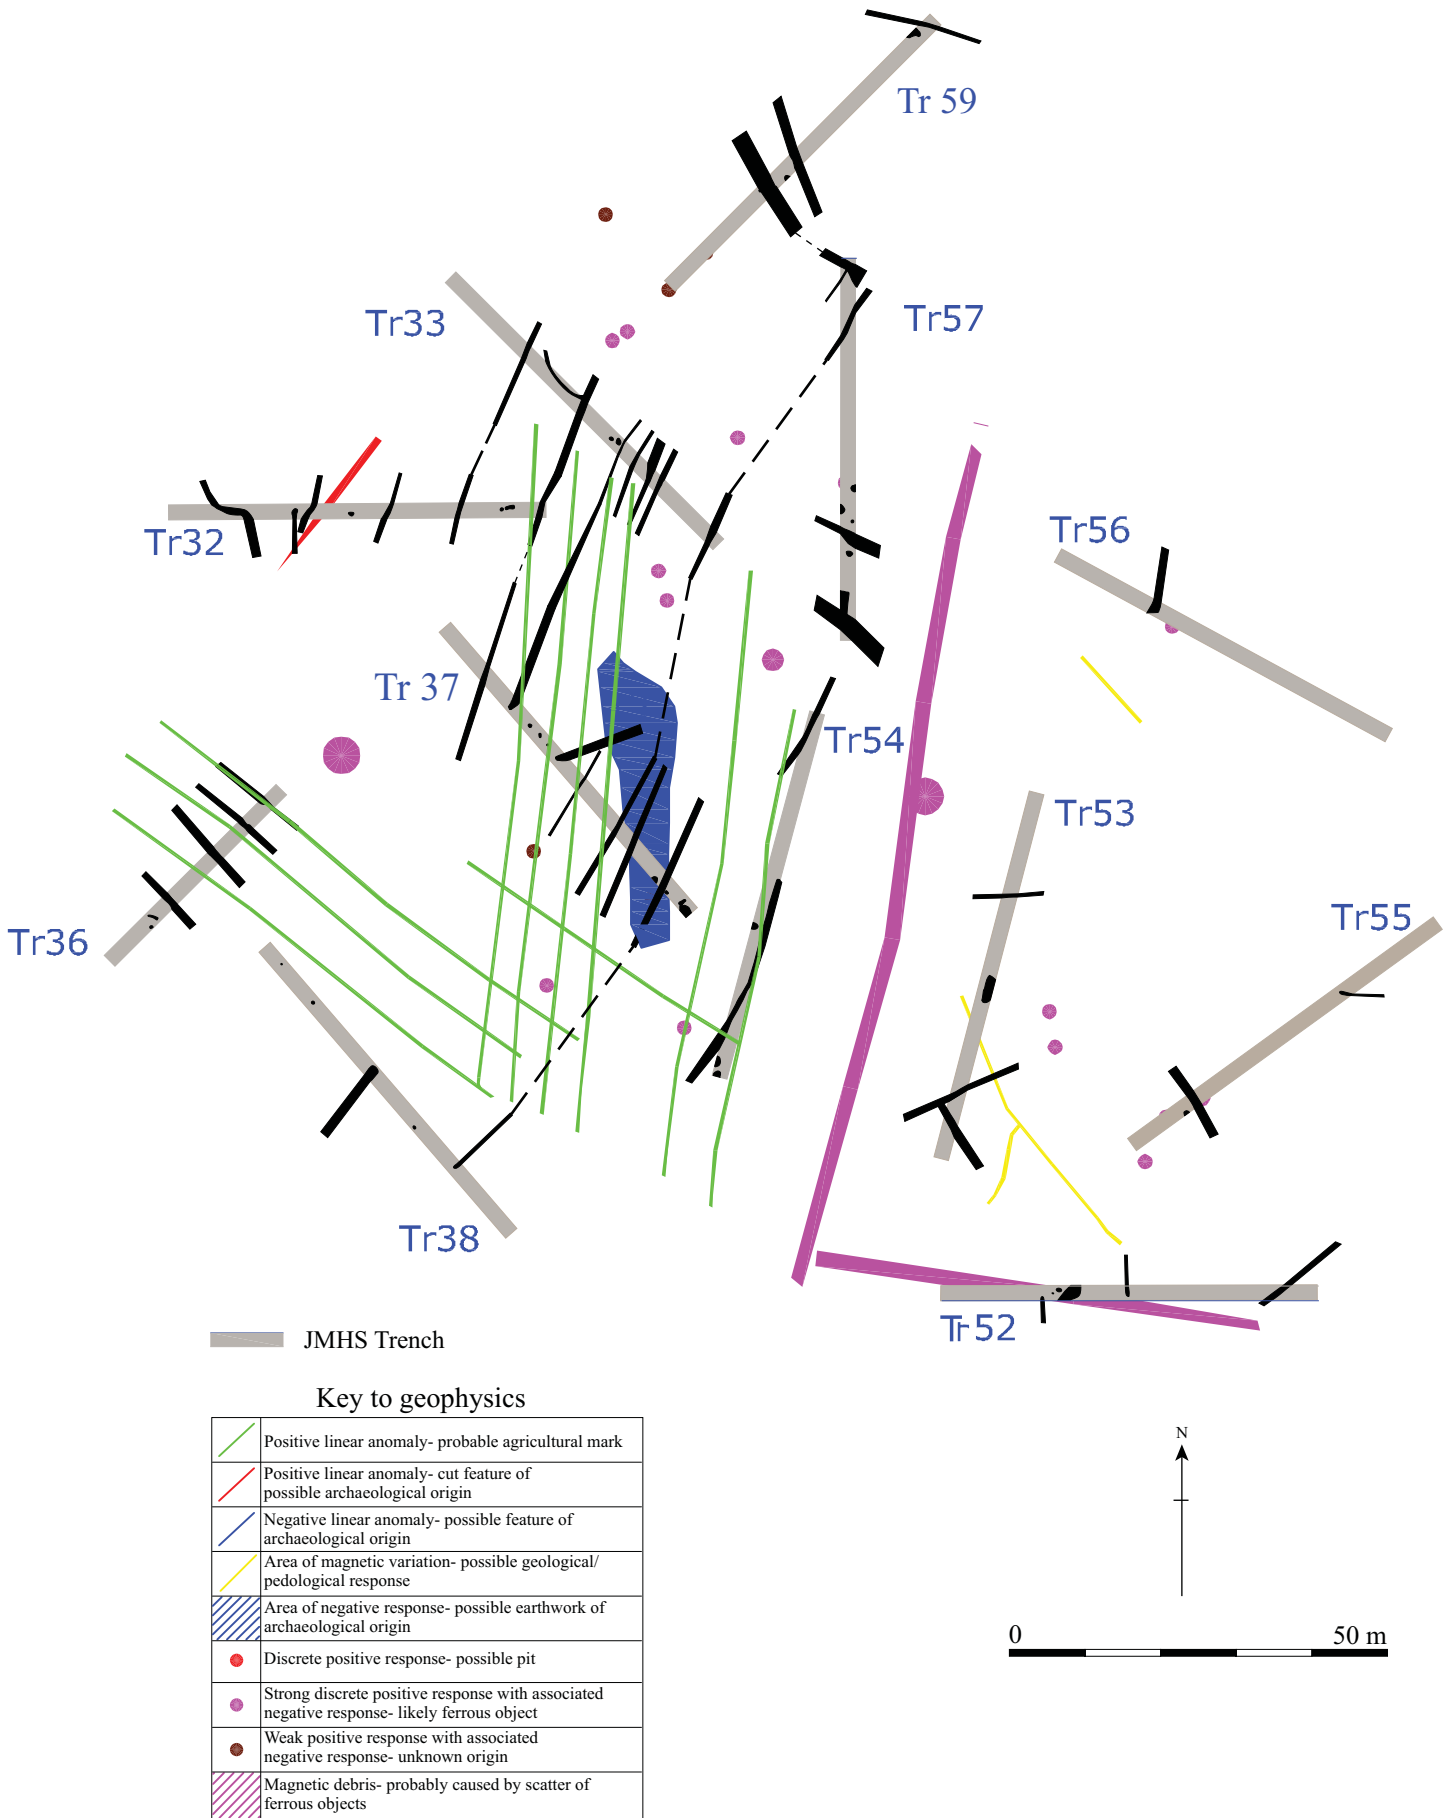 Tr 59
Tr33
Tr57
Tr32
Tr56
Tr 37
Tr54
Tr53
Tr55
Tr36
Tr38
Tr52
JMHS Trench
Key to geophysics
Positive linear anomaly- probable agricultural mark
Positive linear anomaly- cut feature of
possible archaeological origin
Negative linear anomaly- possible feature of
archaeological origin
Area of magnetic variation- possible geological/
pedological response
Area of negative response- possible earthwork of
archaeological origin
Discrete positive response- possible pit
Strong discrete positive response with associated
negative response- likely ferrous object
Weak positive response with associated
negative response- unknown origin
Magnetic debris- probably caused by scatter of
ferrous objects
N
0 50 m